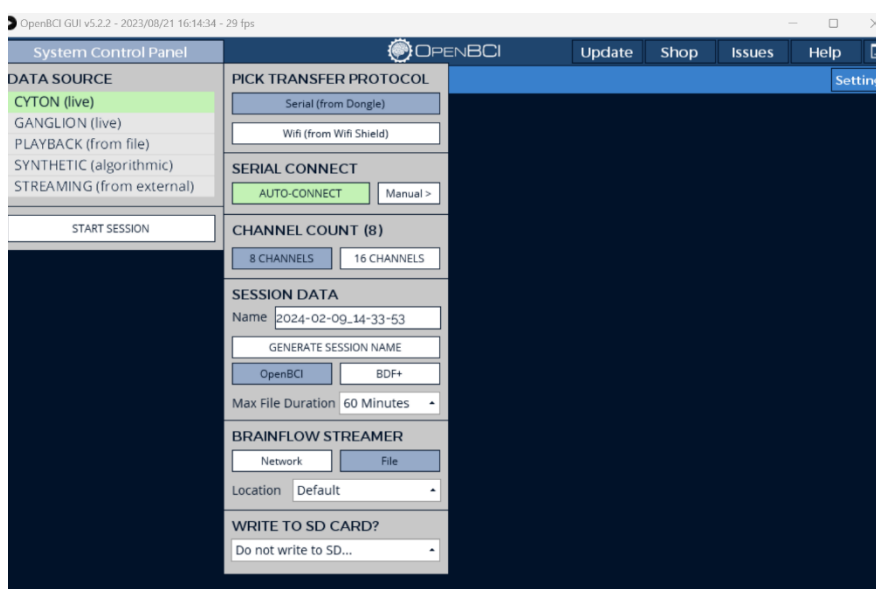 OpenBCI GUI v5.2.2 - 2023/08/21 16:14:34 - 29 fps
System Control Panel
OPENBCI
Update
Shop
Issues
Help
Setting
DATA SOURCE
CYTON (live)
GANGLION (live)
PLAYBACK (from file)
SYNTHETIC (algorithmic)
STREAMING (from external)
START SESSION
PICK TRANSFER PROTOCOL
Serial (from Dongle)
Wifi (from Wifi Shield)
SERIAL CONNECT
AUTO-CONNECT
Manual >
CHANNEL COUNT (8)
8 CHANNELS
16 CHANNELS
SESSION DATA
Name 2024-02-09_14-33-53
GENERATE SESSION NAME
OpenBCI
BDF+
Max File Duration 60 Minutes
BRAINFLOW STREAMER
Network
File
Location Default
WRITE TO SD CARD?
Do not write to SD...